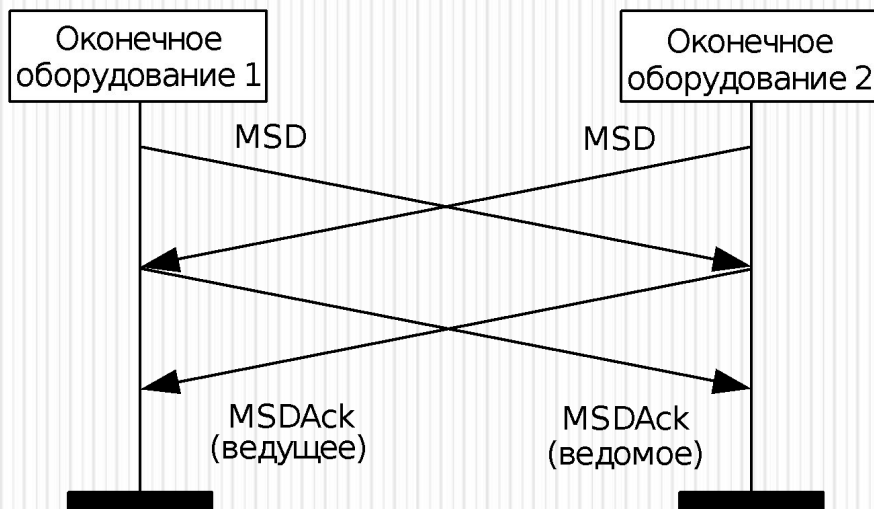 Оконечное
оборудование 1
Оконечное
оборудование 2
MSD
MSD
MSDAck
(ведущее)
MSDAck
(ведомое)